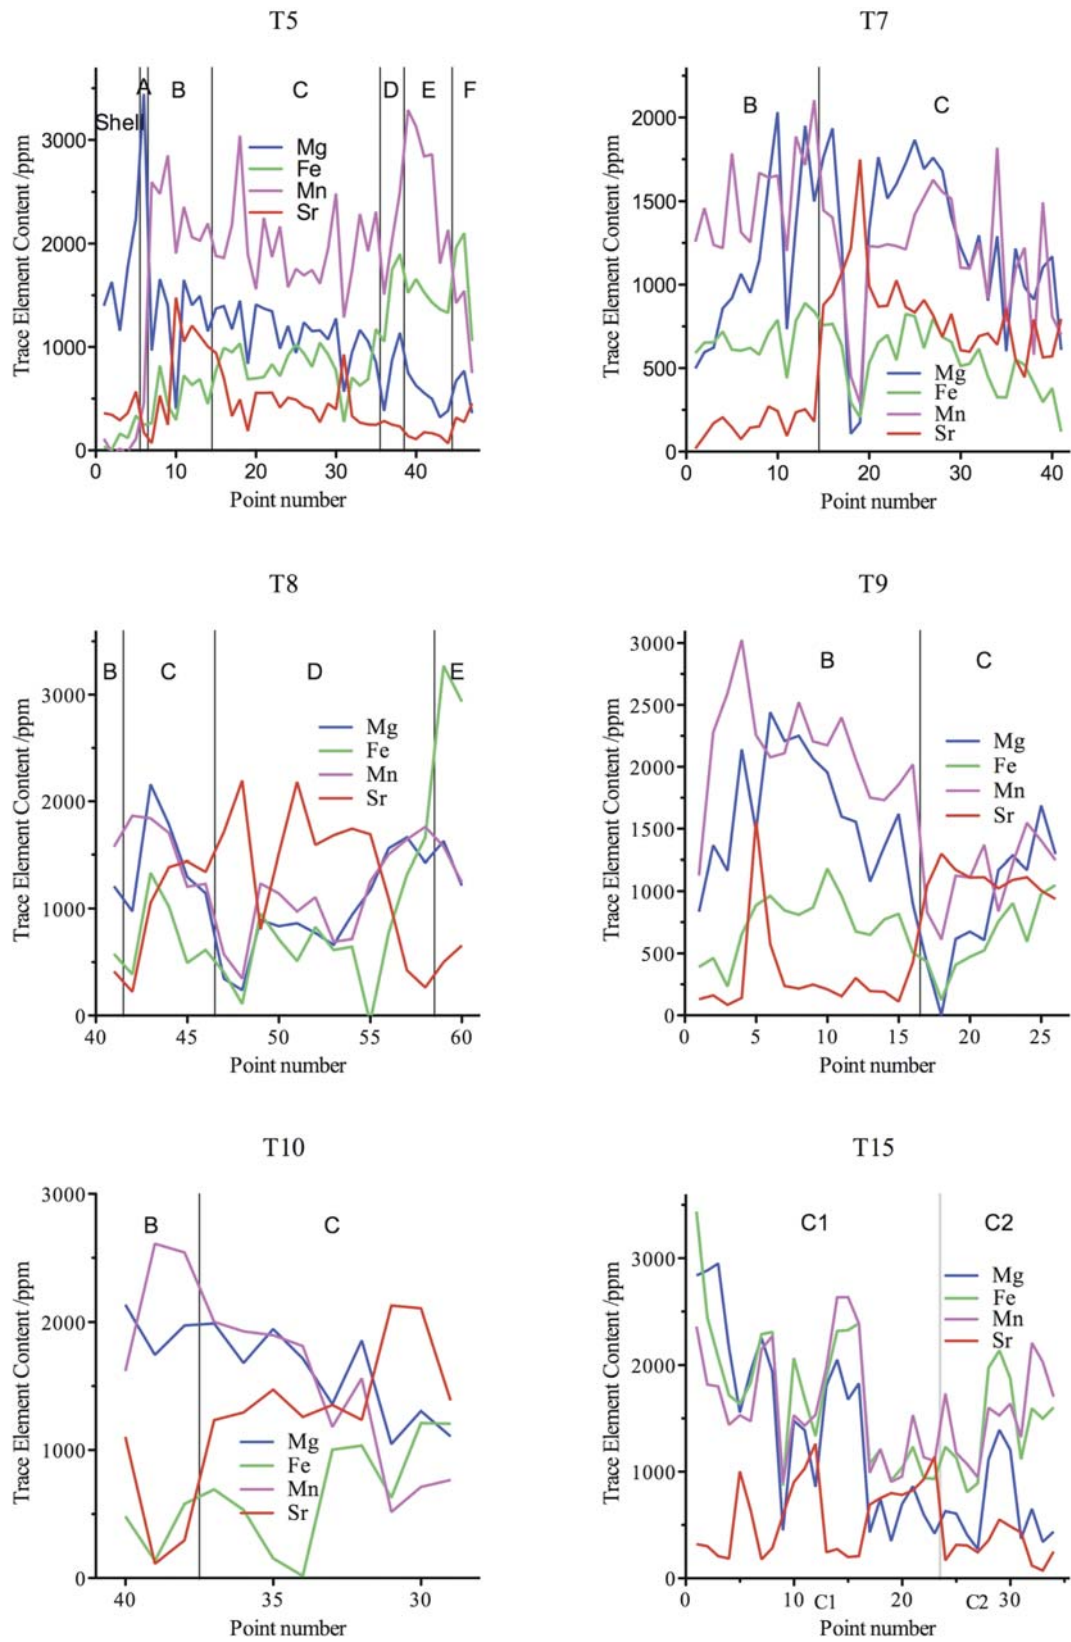 T5
T7
Trace Element Content /ppm
3000
2000
1000
0
Shell
A
B
C
D
E
F
Mg
Fe
Mn
Sr
0
10
20
30
40
Point number
Trace Element Content /ppm
2000
1500
1000
500
0
B
C
Mg
Fe
Mn
Sr
0
10
20
30
40
Point number
T8
T9
Trace Element Content /ppm
3000
2000
1000
0
B
C
D
E
Mg
Fe
Mn
Sr
40
45
50
55
60
Point number
Trace Element Content /ppm
3000
2500
2000
1500
1000
500
0
B
C
Mg
Fe
Mn
Sr
0
5
10
15
20
25
Point number
T10
T15
Trace Element Content /ppm
3000
2000
1000
0
B
C
Mg
Fe
Mn
Sr
40
35
30
Point number
Trace Element Content /ppm
3000
2000
1000
0
C1
C2
Mg
Fe
Mn
Sr
0
10
C1
20
C2
30
Point number